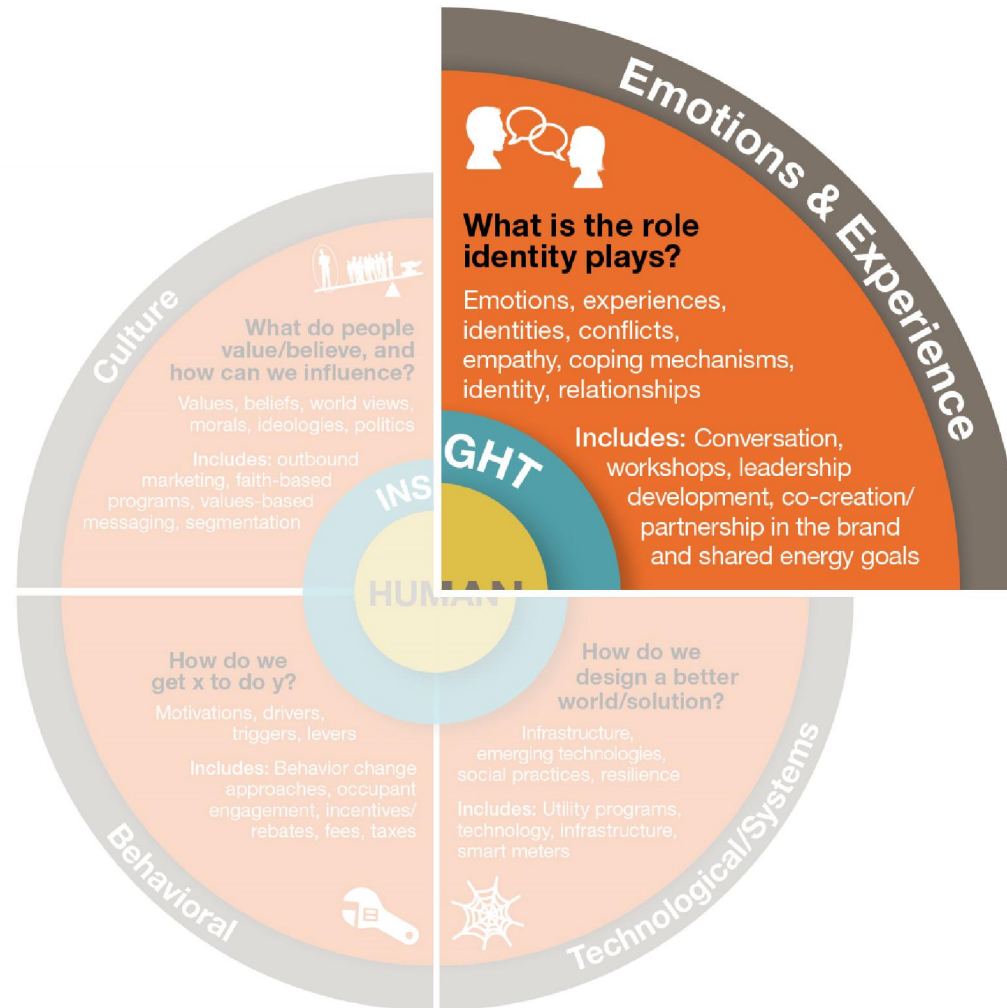 Emotions & Experience
What is the role
identity plays?
Emotions, experiences,
identities, conflicts,
empathy, coping mechanisms,
identity, relationships
Includes: Conversation,
workshops, leadership
development, co-creation/
partnership in the brand
and shared energy goals
Culture
What do people
value/believe, and
how can we influence?
Values, beliefs, world views,
morals, ideologies, politics
Includes: outbound
marketing, faith-based
programs, values-based
messaging, segmentation
INSIGHT
HUMAN
How do we
get x to do y?
Motivations, drivers,
triggers, levers
Includes: Behavior change
approaches, occupant
engagement, incentives/
rebates, fees, taxes
Behavioral
How do we
design a better
world/solution?
Infrastructure,
emerging technologies,
social practices, resilience
Includes: Utility programs,
technology, infrastructure,
smart meters
Technological/Systems